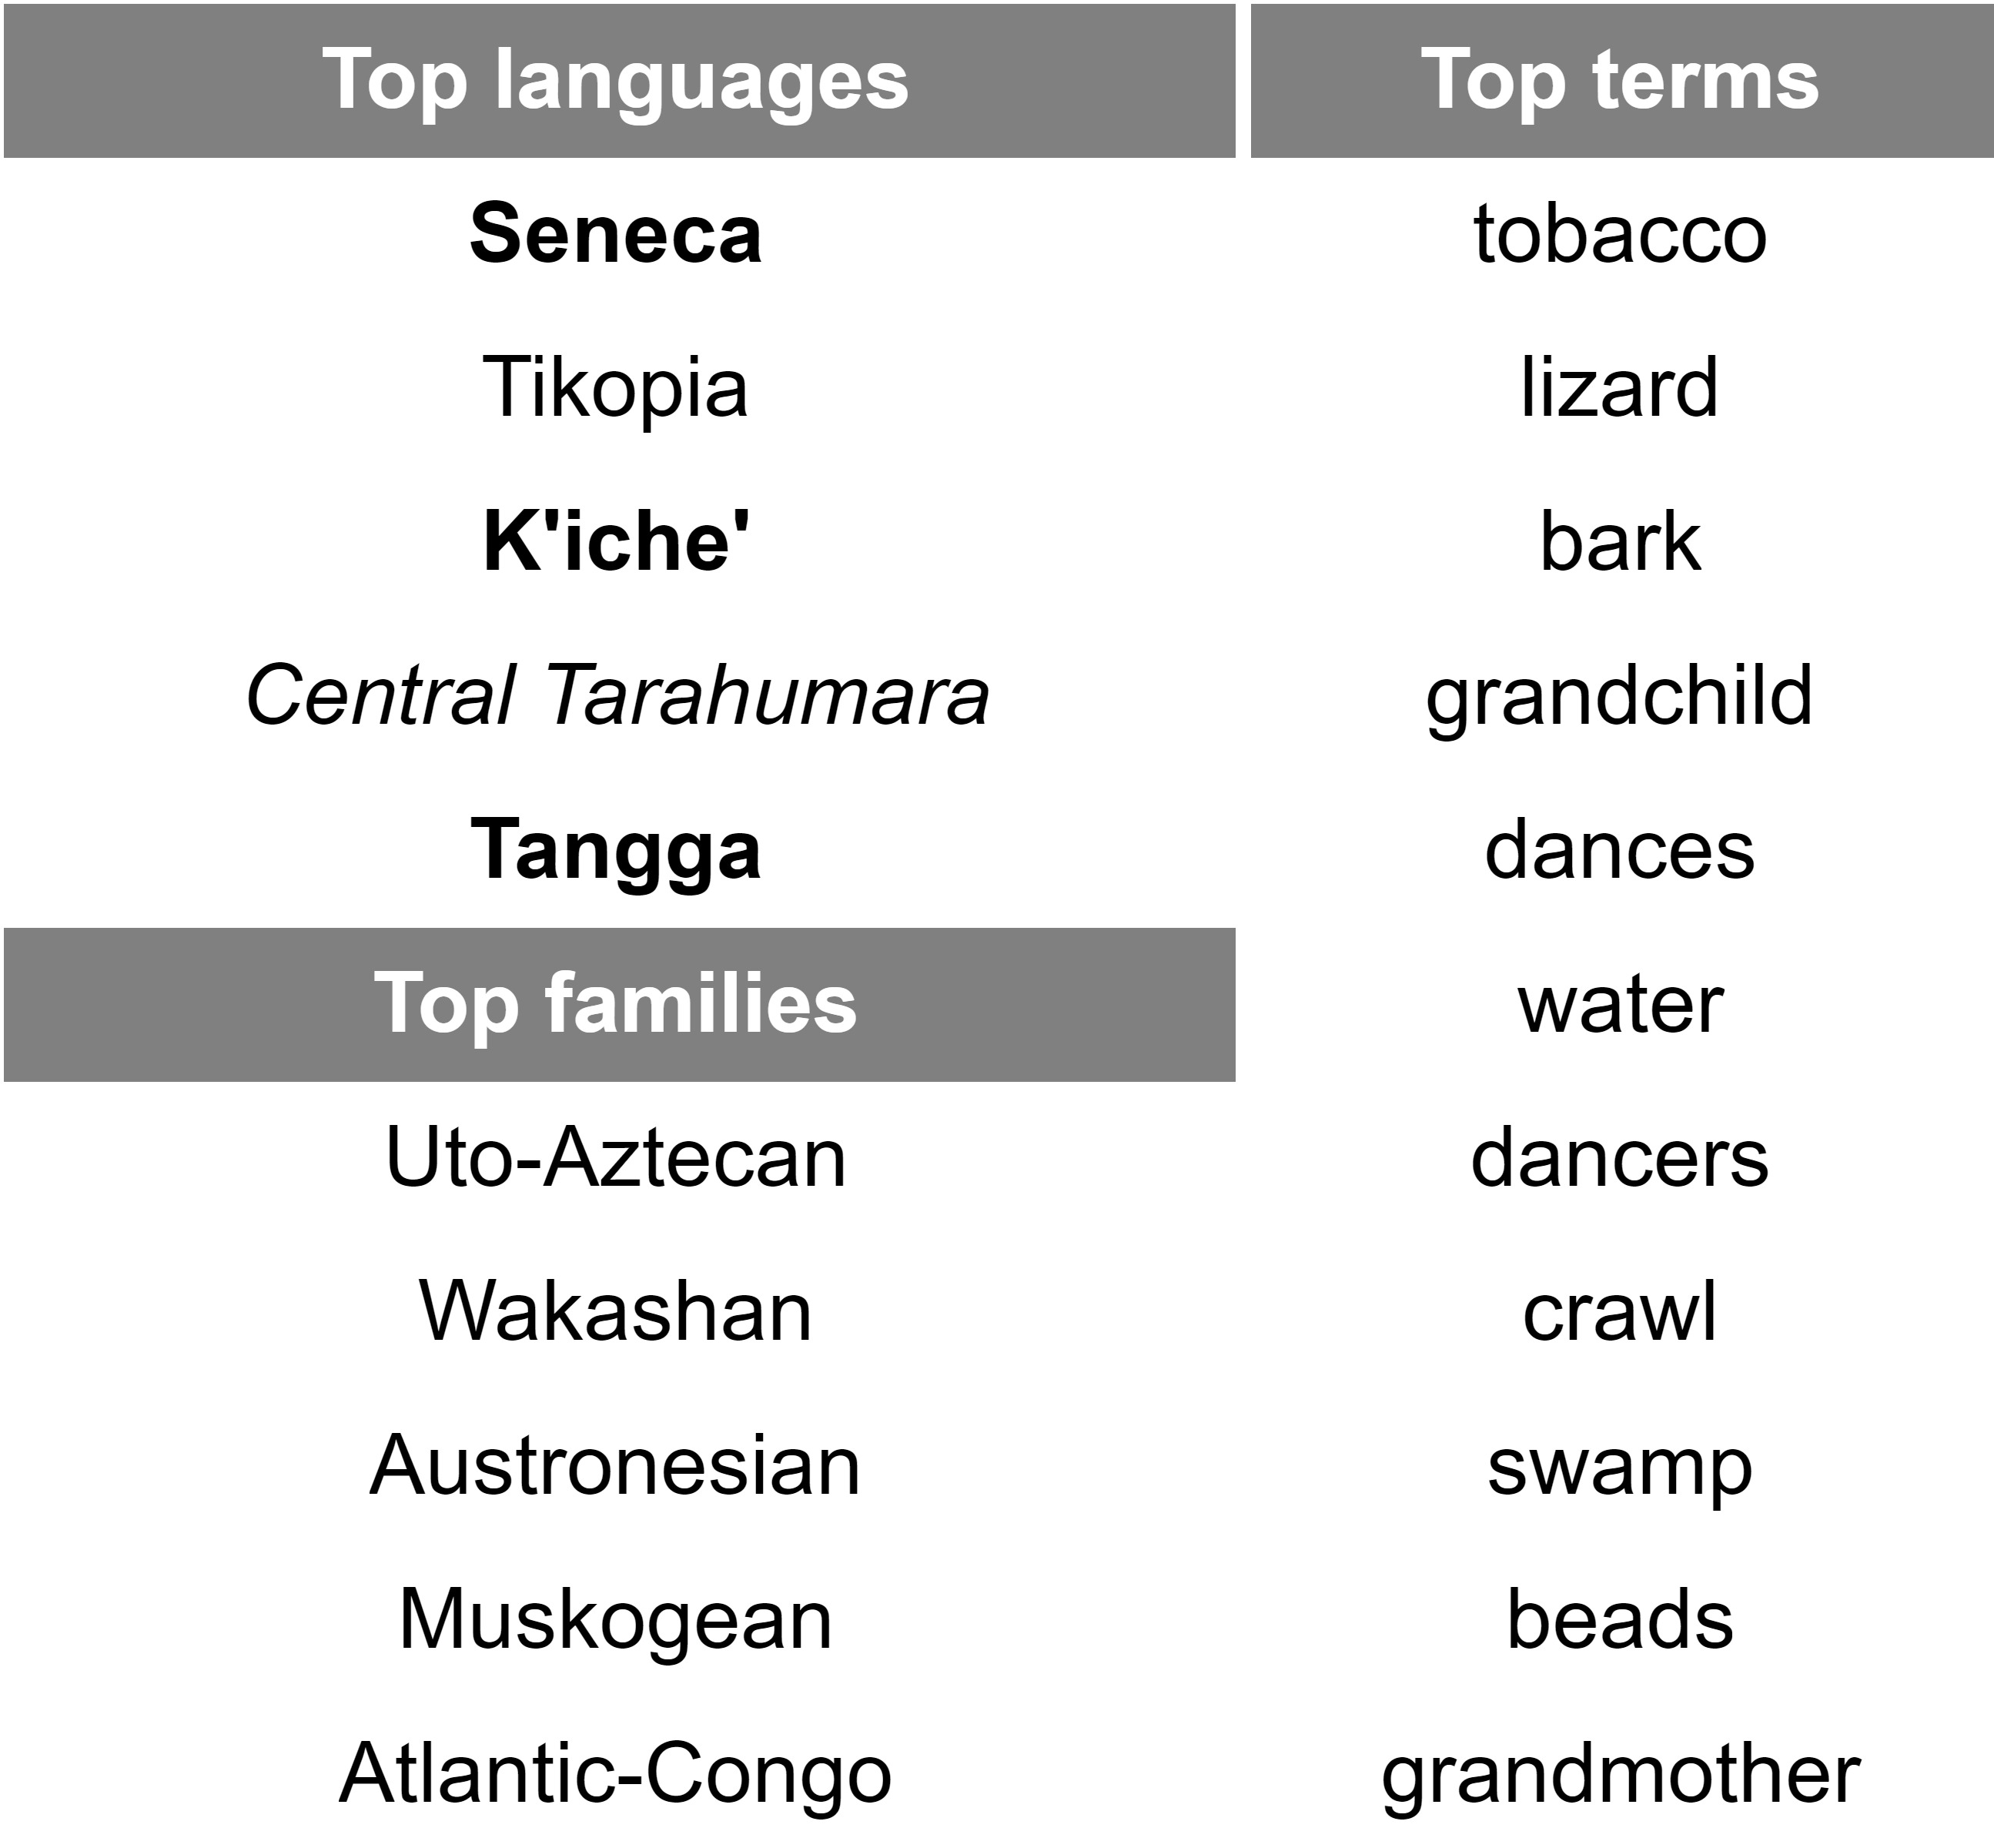 Top languages
Seneca
Tikopia
K'iche'
Central Tarahumara
Tangga
Top families
Uto-Aztecan
Wakashan
Austronesian
Muskogean
Atlantic-Congo
Top terms
tobacco
lizard
bark
grandchild
dances
water
dancers
crawl
swamp
beads
grandmother